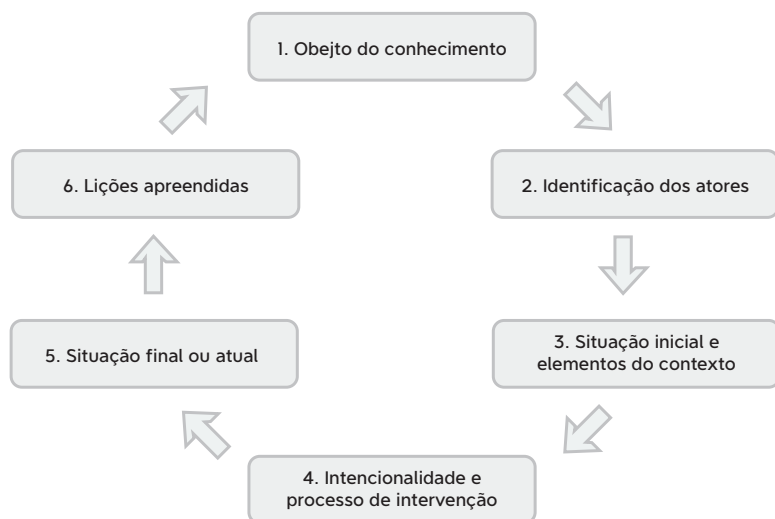 1. Obejto do conhecimento
2. Identificação dos atores
3. Situação inicial e
elementos do contexto
4. Intencionalidade e
processo de intervenção
5. Situação final ou atual
6. Lições apreendidas